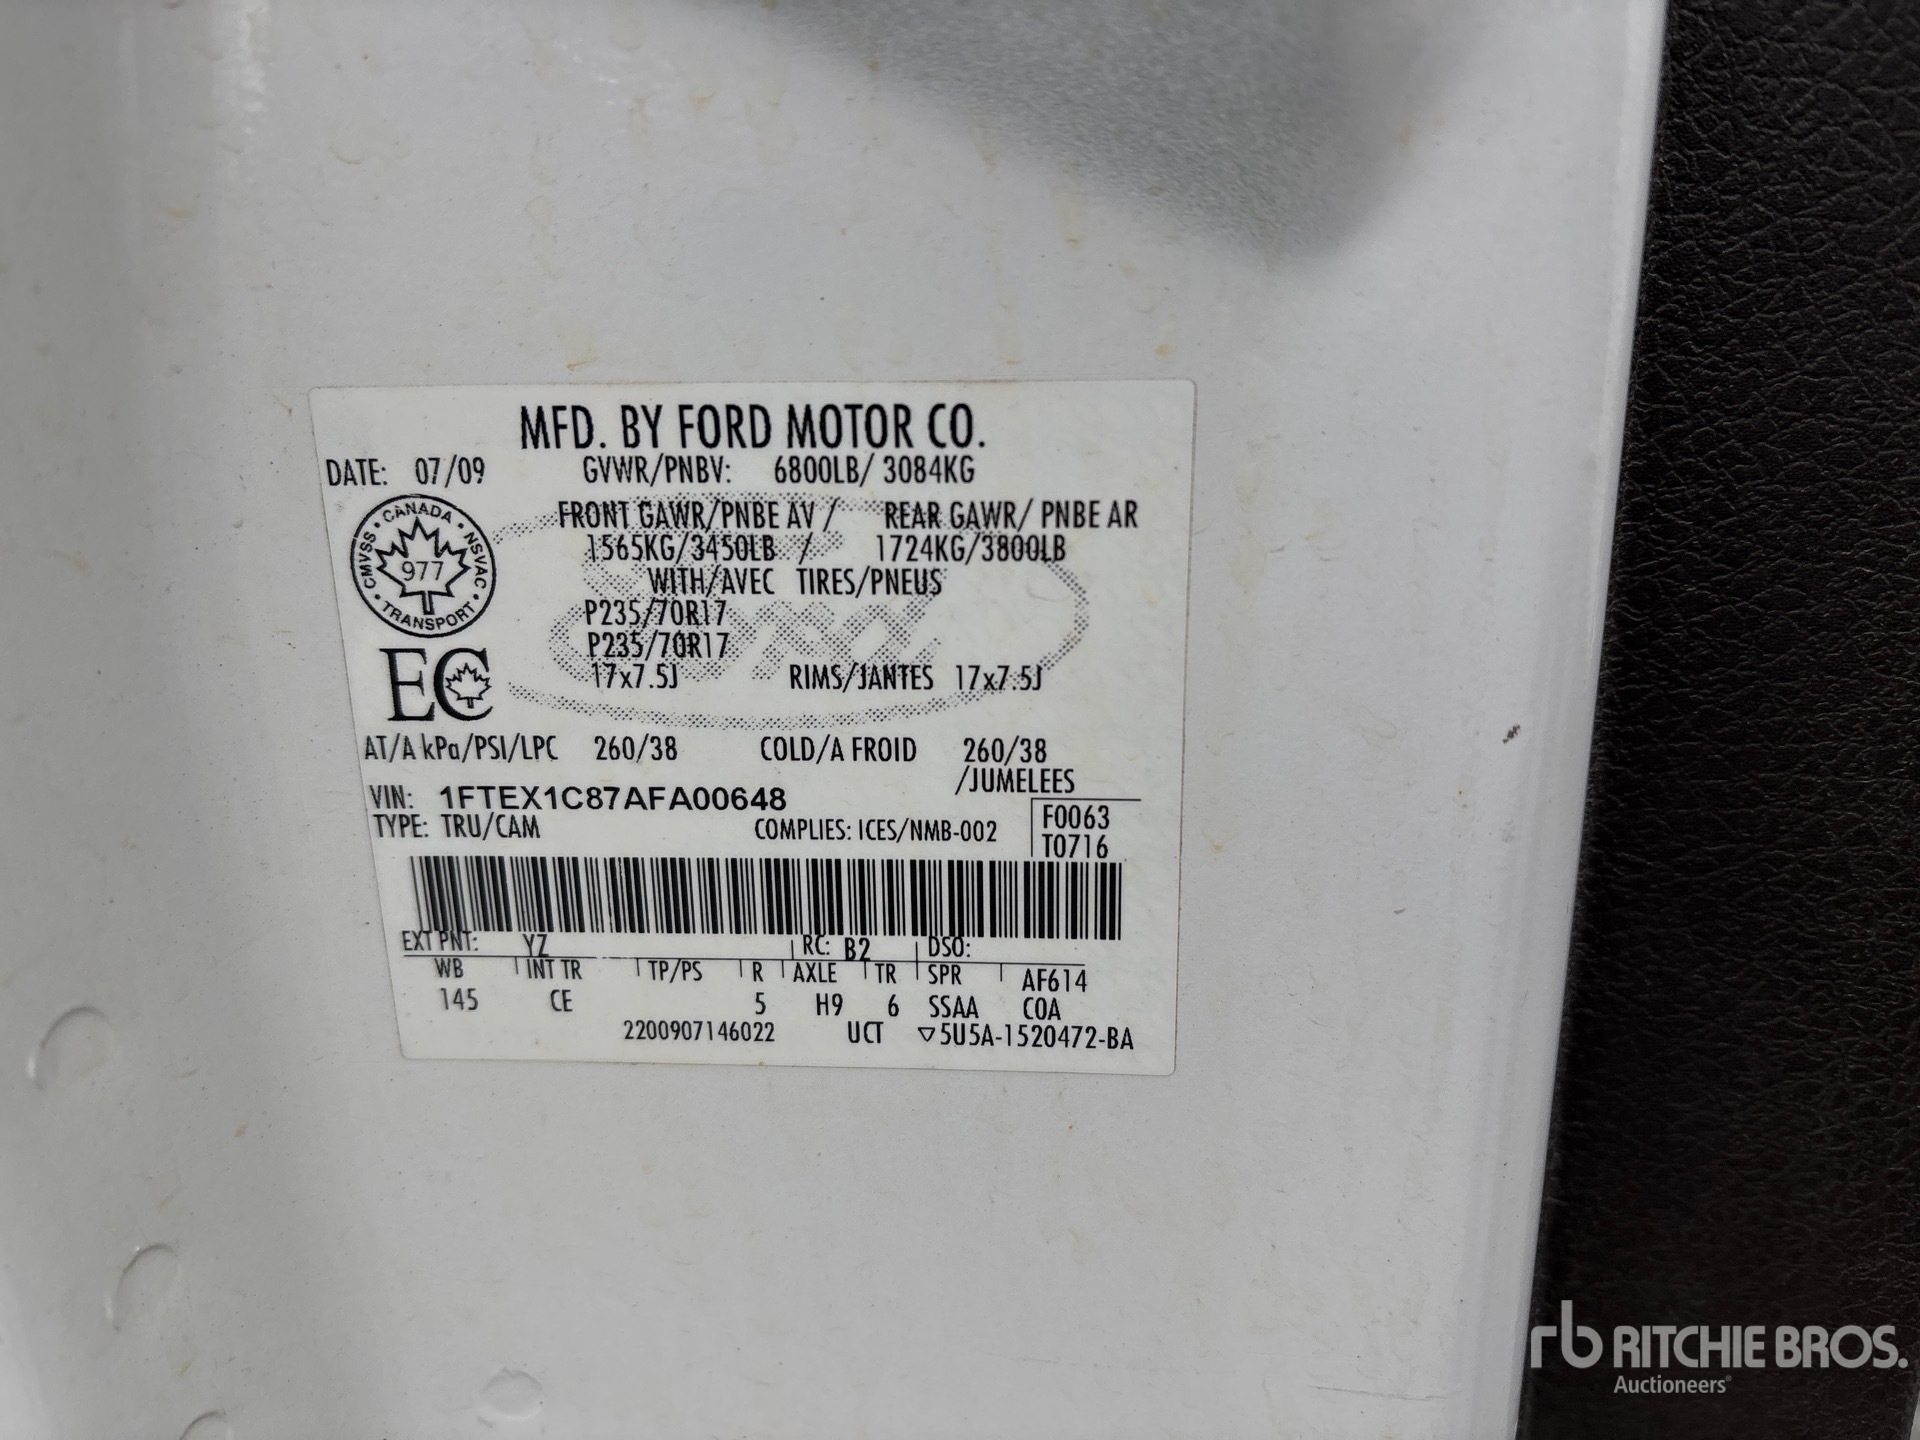 MFD. BY FORD MOTOR CO.
DATE: 07/09 GVWR/PNBV: 6800LB/ 3084KG
FRONT GAWR/PNBE AV / REAR GAWR/ PNBE AR
1565KG/3450LB / 1724KG/3800LB
WITH/AVEC TIRES/PNEUS
P235/70R17
P235/70R17
17x7.5J RIMS/JANTES 17x7.5J
CANADA
CMVSS 977 NSVAC
TRANSPORT
EC
Ford
AT/A kPa/PSI/LPC 260/38 COLD/A FROID 260/38
/JUMELEES
VIN: 1FTEX1C87AFA00648
TYPE: TRU/CAM COMPLIES: ICES/NMB-002
F0063
T0716
EXT PNT: YZ RC: B2 DSO:
WB INT TR TP/PS R AXLE TR SPR AF614
145 CE 5 H9 6 SSAA COA
2200907146022 UCT ▽5U5A-1520472-BA
rb RITCHIE BROS.
Auctioneers®